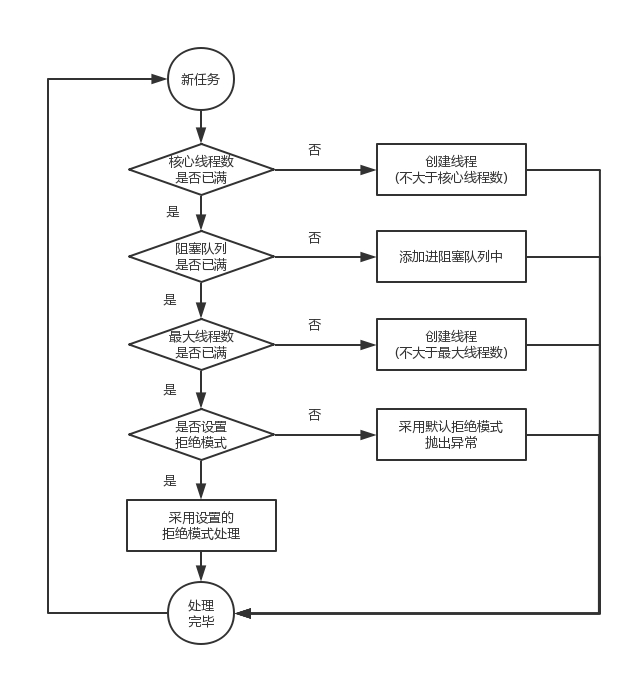 新任务
核心线程数
是否已满
否
创建线程
(不大于核心线程数)
是
阻塞队列
是否已满
否
添加进阻塞队列中
是
最大线程数
是否已满
否
创建线程
(不大于最大线程数)
是
是否设置
拒绝模式
否
采用默认拒绝模式
抛出异常
是
采用设置的
拒绝模式处理
处理
完毕